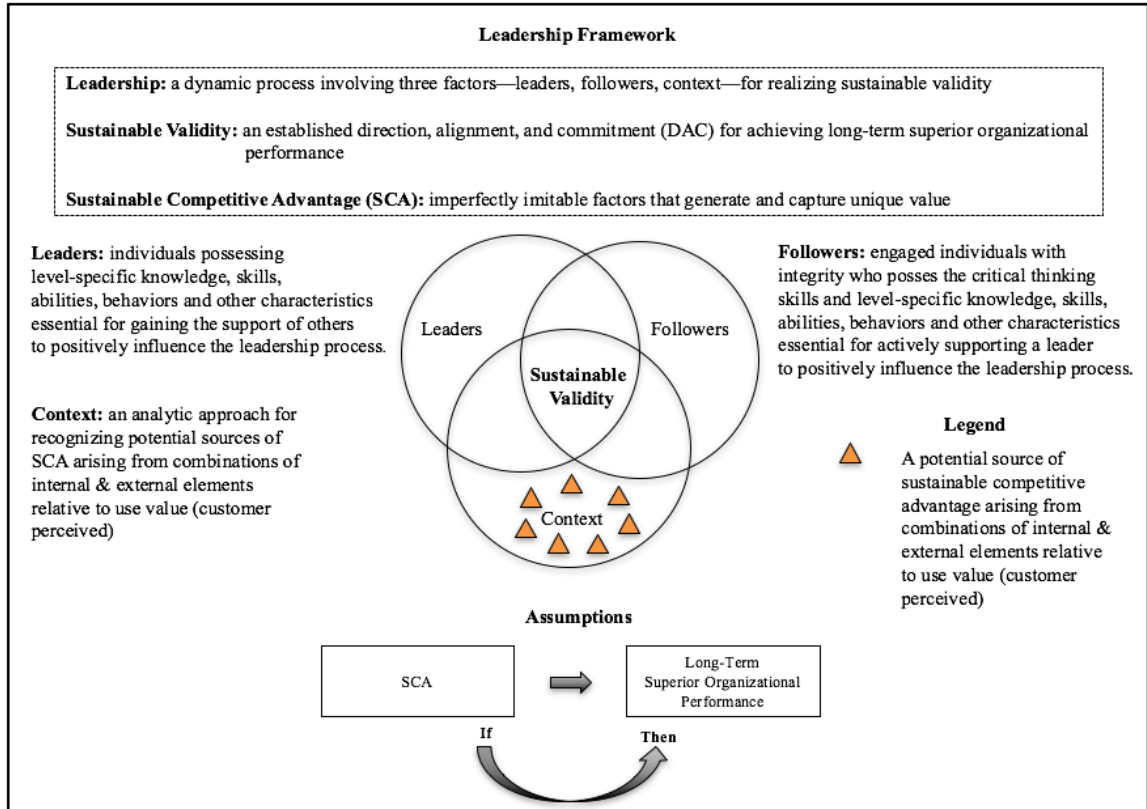 Leadership Framework
Leadership: a dynamic process involving three factors—leaders, followers, context—for realizing sustainable validity
Sustainable Validity: an established direction, alignment, and commitment (DAC) for achieving long-term superior organizational
performance
Sustainable Competitive Advantage (SCA): imperfectly imitable factors that generate and capture unique value
Leaders: individuals possessing
level-specific knowledge, skills,
abilities, behaviors and other characteristics
essential for gaining the support of others
to positively influence the leadership process.
Context: an analytic approach for
recognizing potential sources of
SCA arising from combinations of
internal & external elements
relative to use value (customer
perceived)
Leaders
Followers
Sustainable
Validity
Context
Followers: engaged individuals with
integrity who posses the critical thinking
skills and level-specific knowledge, skills,
abilities, behaviors and other characteristics
essential for actively supporting a leader
to positively influence the leadership process.
Legend
A potential source of
sustainable competitive
advantage arising from
combinations of internal &
external elements relative
to use value (customer
perceived)
Assumptions
SCA
Long-Term
Superior Organizational
Performance
If
Then